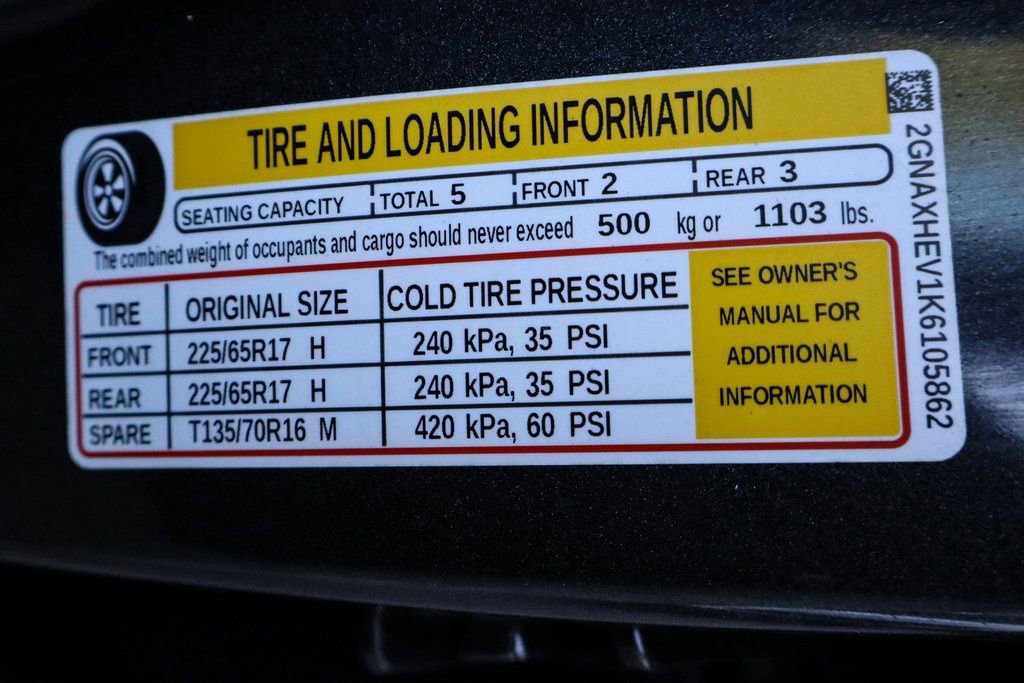 TIRE AND LOADING INFORMATION
SEATING CAPACITY TOTAL 5 FRONT 2 REAR 3
The combined weight of occupants and cargo should never exceed 500 kg or 1103 lbs.
TIRE ORIGINAL SIZE COLD TIRE PRESSURE
FRONT 225/65R17 H 240 kPa, 35 PSI
REAR 225/65R17 H 240 kPa, 35 PSI
SPARE T135/70R16 M 420 kPa, 60 PSI
SEE OWNER'S
MANUAL FOR
ADDITIONAL
INFORMATION
2GNAXHEV1K6105862